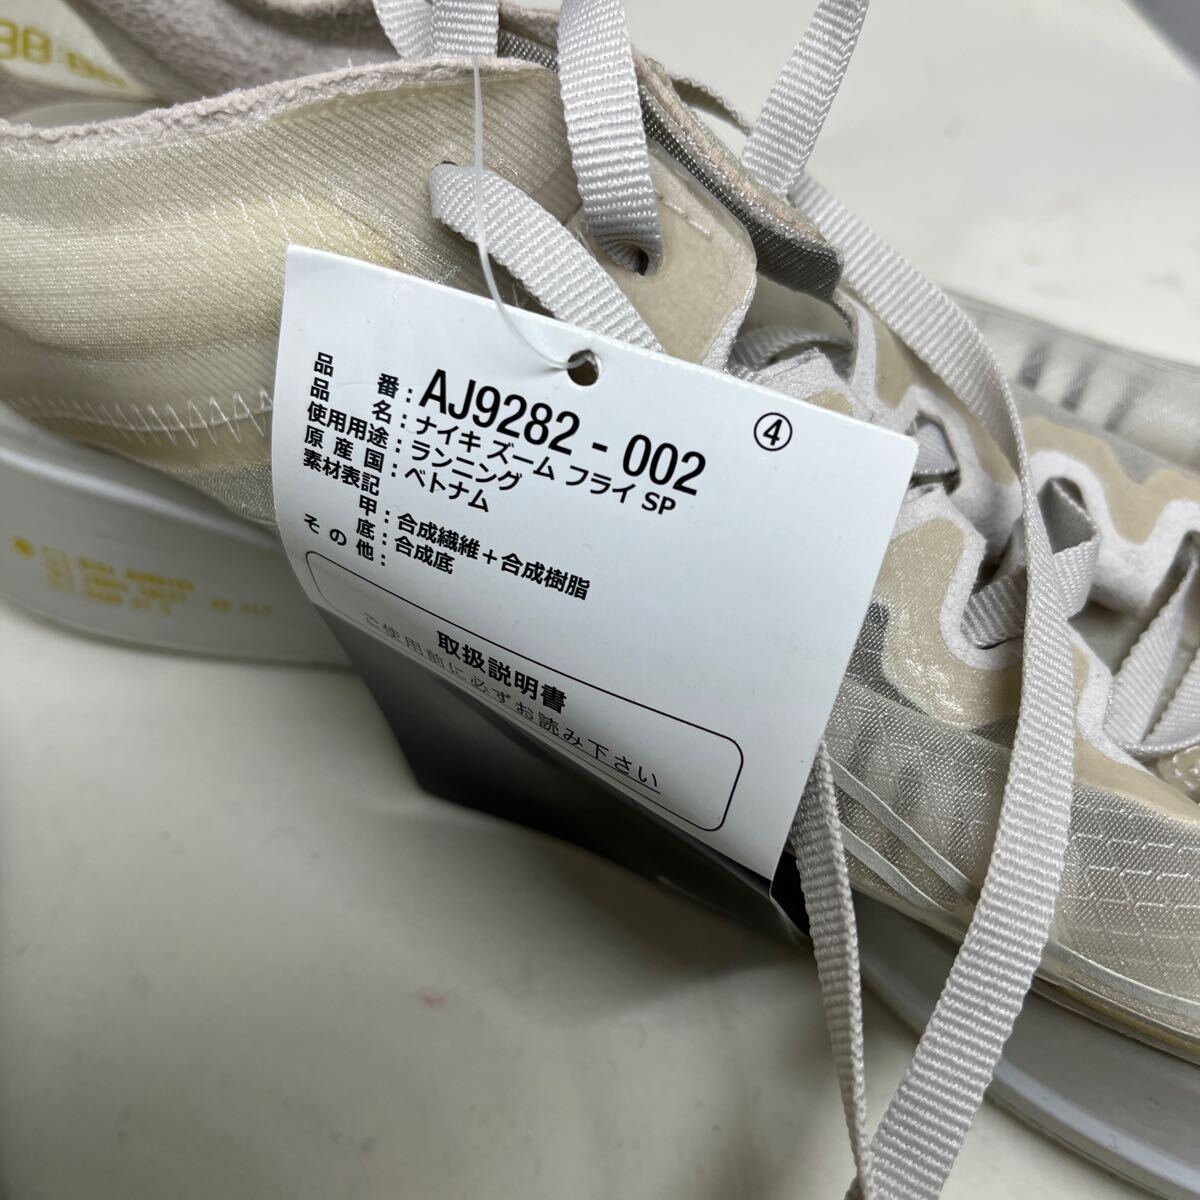 ④
品番：AJ9282-002
品名：ナイキ ズーム フライ SP
使用用途：ランニング
原産国：ベトナム
素材表記
甲：合成繊維＋合成樹脂
底：合成底
その他：
取扱説明書
ご使用前に必ずお読み下さい